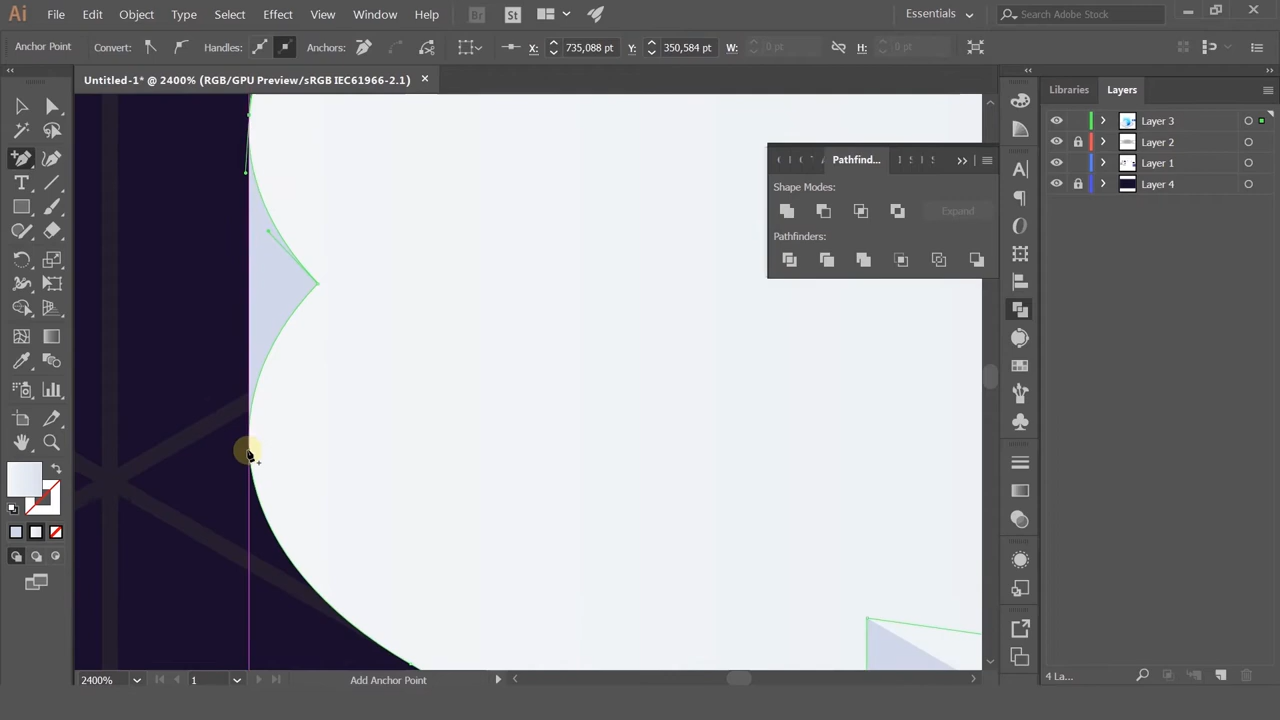 Ai File Edit Object Type Select Effect View Window Help Br St Essentials Search Adobe Stock
Anchor Point Convert: Handles: Anchors: X: 735,088 pt Y: 350,584 pt W: 0 pt H: 0 pt
Untitled-1* @ 2400% (RGB/GPU Preview/sRGB IEC61966-2.1)
Libraries Layers
Layer 3
Layer 2
Layer 1
Layer 4
Pathfind...
Shape Modes:
Expand
Pathfinders:
2400% 1 Add Anchor Point
4 La...